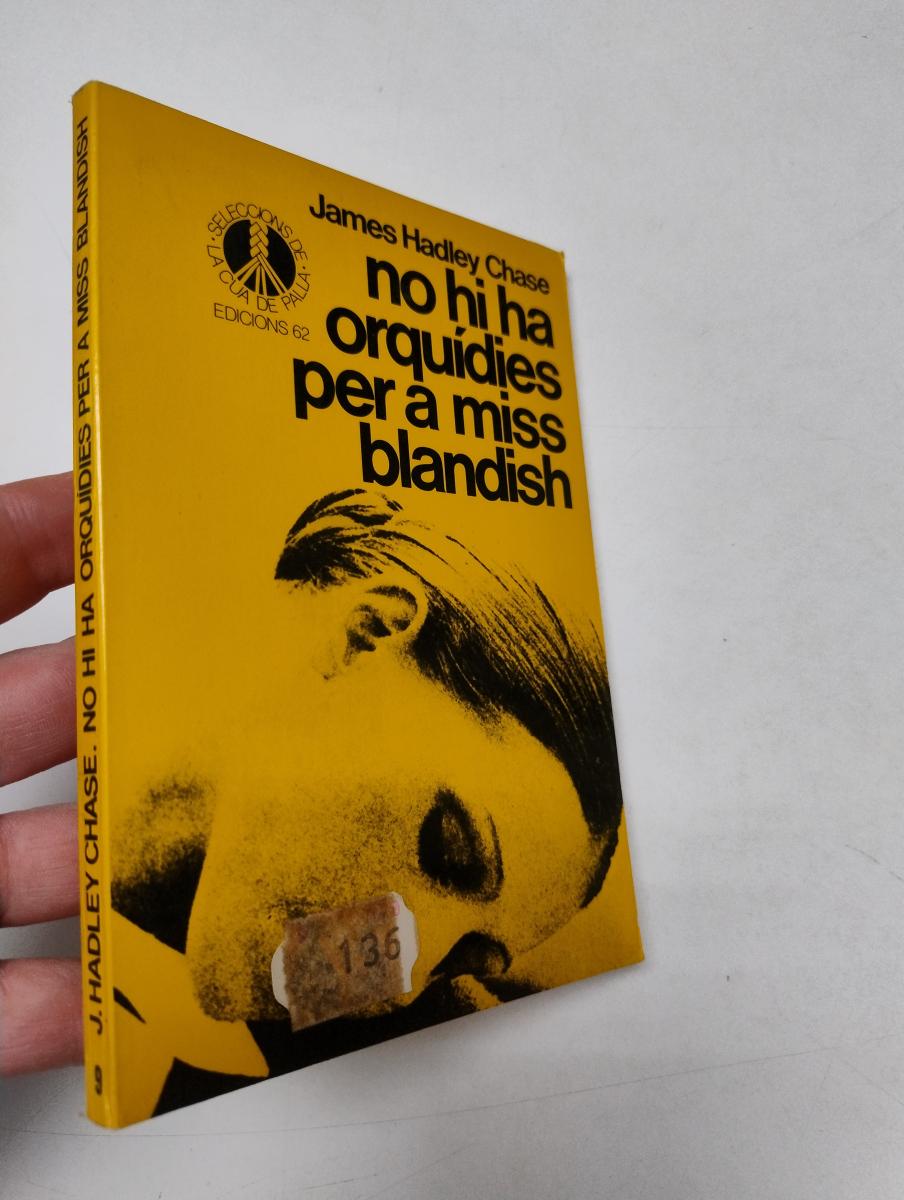 James Hadley Chase
no hi ha
orquídies
per a miss
blandish
· SELECCIONS DE ·
LA CUA DE PALLA
EDICIONS 62
136
J. HADLEY CHASE. NO HI HA ORQUÍDIES PER A MISS BLANDISH
9